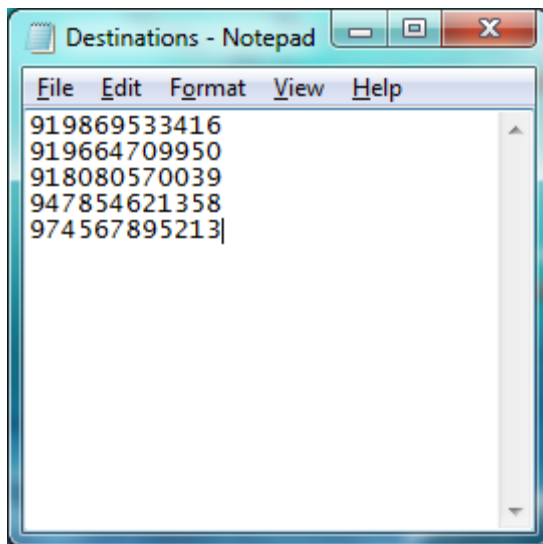 Destinations - Notepad
File Edit Format View Help
919869533416
919664709950
918080570039
947854621358
974567895213